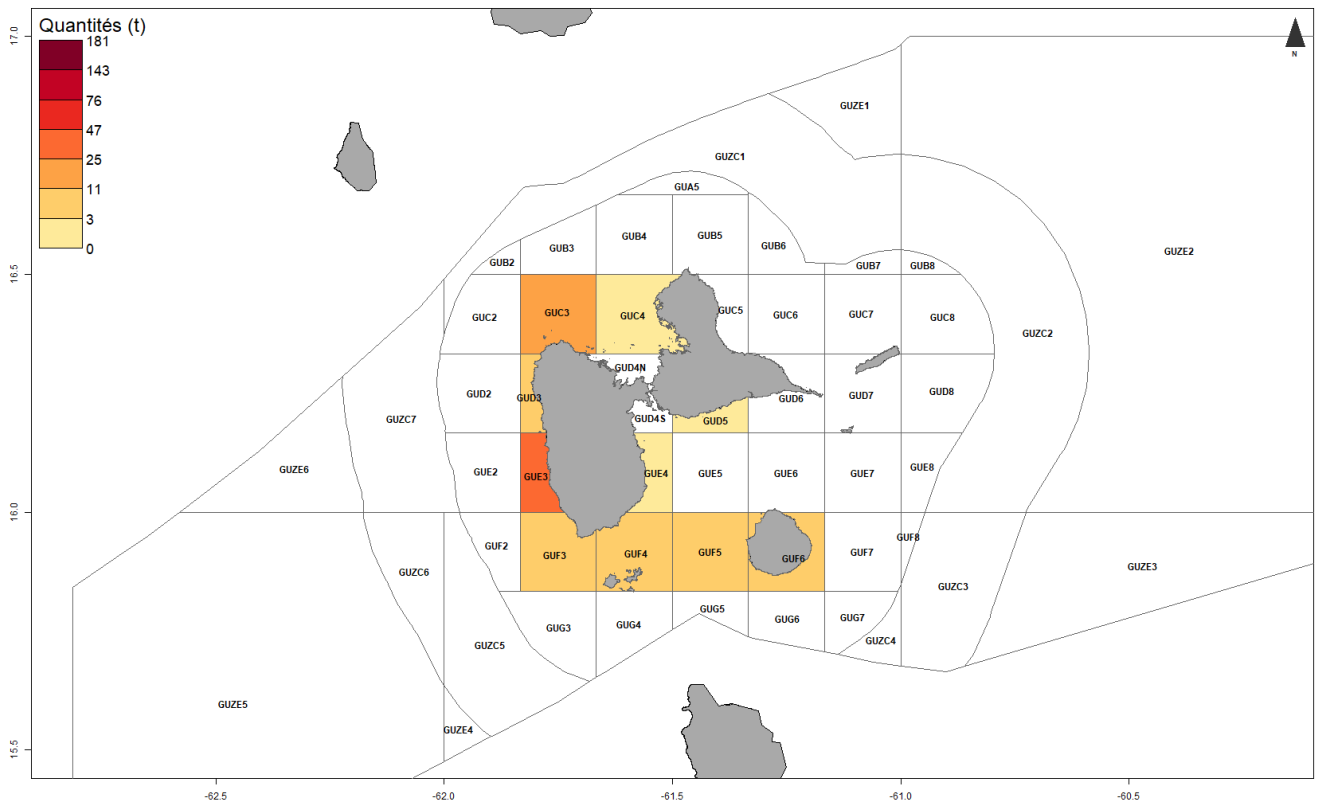 Quantités (t)
181
143
76
47
25
11
3
0
N
17.0
16.5
16.0
15.5
GUZE1
GUZC1
GUA5
GUB4
GUB5
GUB3
GUB6
GUZE2
GUB2
GUB7
GUB8
GUC2
GUC3
GUC4
GUC5
GUC6
GUC7
GUC8
GUZC2
GUD4N
GUD2
GUD3
GUD6
GUD7
GUD8
GUZC7
GUD4S
GUD5
GUZE6
GUE2
GUE3
GUE4
GUE5
GUE6
GUE7
GUE8
GUF2
GUF3
GUF4
GUF5
GUF6
GUF7
GUF8
GUZC6
GUZE3
GUZC3
GUG3
GUG4
GUG5
GUG6
GUG7
GUZC5
GUZC4
GUZE5
GUZE4
-62.5
-62.0
-61.5
-61.0
-60.5